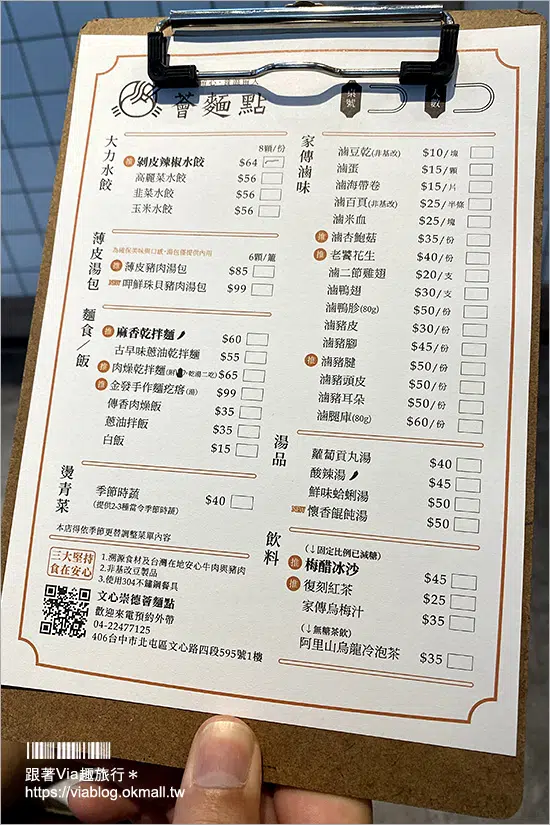 薈麵點
桌號
人數
大力水餃
8顆/份
推 剝皮辣椒水餃 $64
高麗菜水餃 $56
韭菜水餃 $56
玉米水餃 $56
薄皮湯包
為確保美味與口感,湯包僅提供內用
6顆/籠
推 薄皮豬肉湯包 $85
NEW 呷鮮珠貝豬肉湯包 $99
麵食/飯
推 麻香乾拌麵 $60
古早味蔥油乾拌麵 $55
推 肉燥乾拌麵 $65
推 金發手作麵疙瘩(湯) $99
傳香肉燥飯 $35
蔥油拌飯 $35
白飯 $15
燙青菜
季節時蔬 $40
(提供2-3種當令季節時蔬)
本店得依季節更替調整菜單內容
三大堅持
食在安心
1.溯源食材及台灣在地安心牛肉與豬肉
2.非基改豆製品
3.使用304不鏽鋼餐具
文心崇德薈麵點
歡迎來電預約外帶
04-22477125
406台中市北屯區文心路四段595號1樓
家傳滷味
滷豆乾(非基改) $10/塊
滷蛋 $15/顆
滷海帶卷 $15/片
滷百頁(非基改) $25/半條
滷米血 $25/塊
推 滷杏鮑菇 $35/份
推 老饕花生 $40/份
滷二節雞翅 $20/支
滷鴨翅 $30/支
滷鴨胗(80g) $50/份
滷豬皮 $30/份
滷豬腳 $45/份
推 滷豬腱 $50/份
滷豬頭皮 $50/份
滷豬耳朵 $50/份
滷腿庫(80g) $60/份
湯品
蘿蔔貢丸湯 $40
酸辣湯 $45
鮮味蛤蜊湯 $50
NEW 懷香餛飩湯 $50
飲料
(↓固定比例已減糖)
推 梅醋冰沙 $45
推 復刻紅茶 $25
家傳烏梅汁 $35
(↓無糖茶飲)
阿里山烏龍冷泡茶 $35
跟著Via趣旅行*
https://viablog.okmall.tw